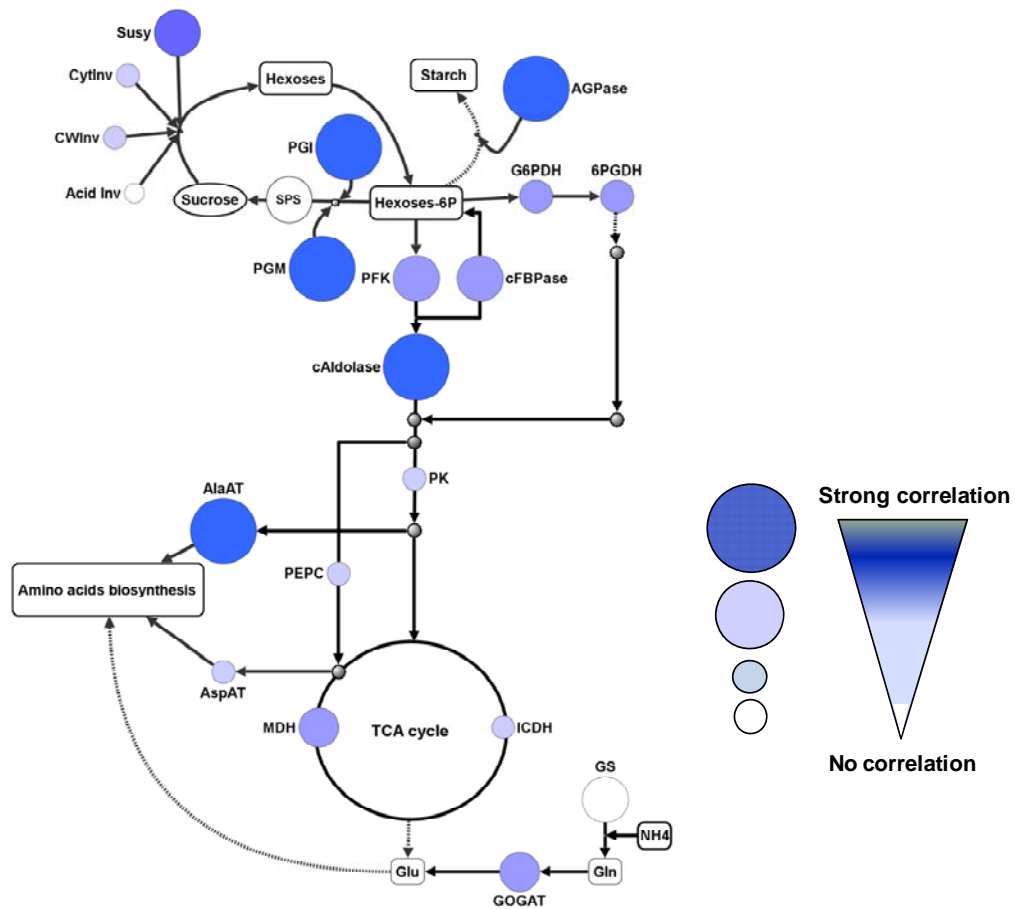 Susy
CytInv
Hexoses
Starch
AGPase
CWInv
PGI
G6PDH
6PGDH
Acid Inv
Sucrose
SPS
Hexoses-6P
PGM
PFK
cFBPase
cAldolase
PK
AlaAT
Strong correlation
PEPC
Amino acids biosynthesis
AspAT
MDH
TCA cycle
ICDH
No correlation
GS
NH4
Glu
Gln
GOGAT